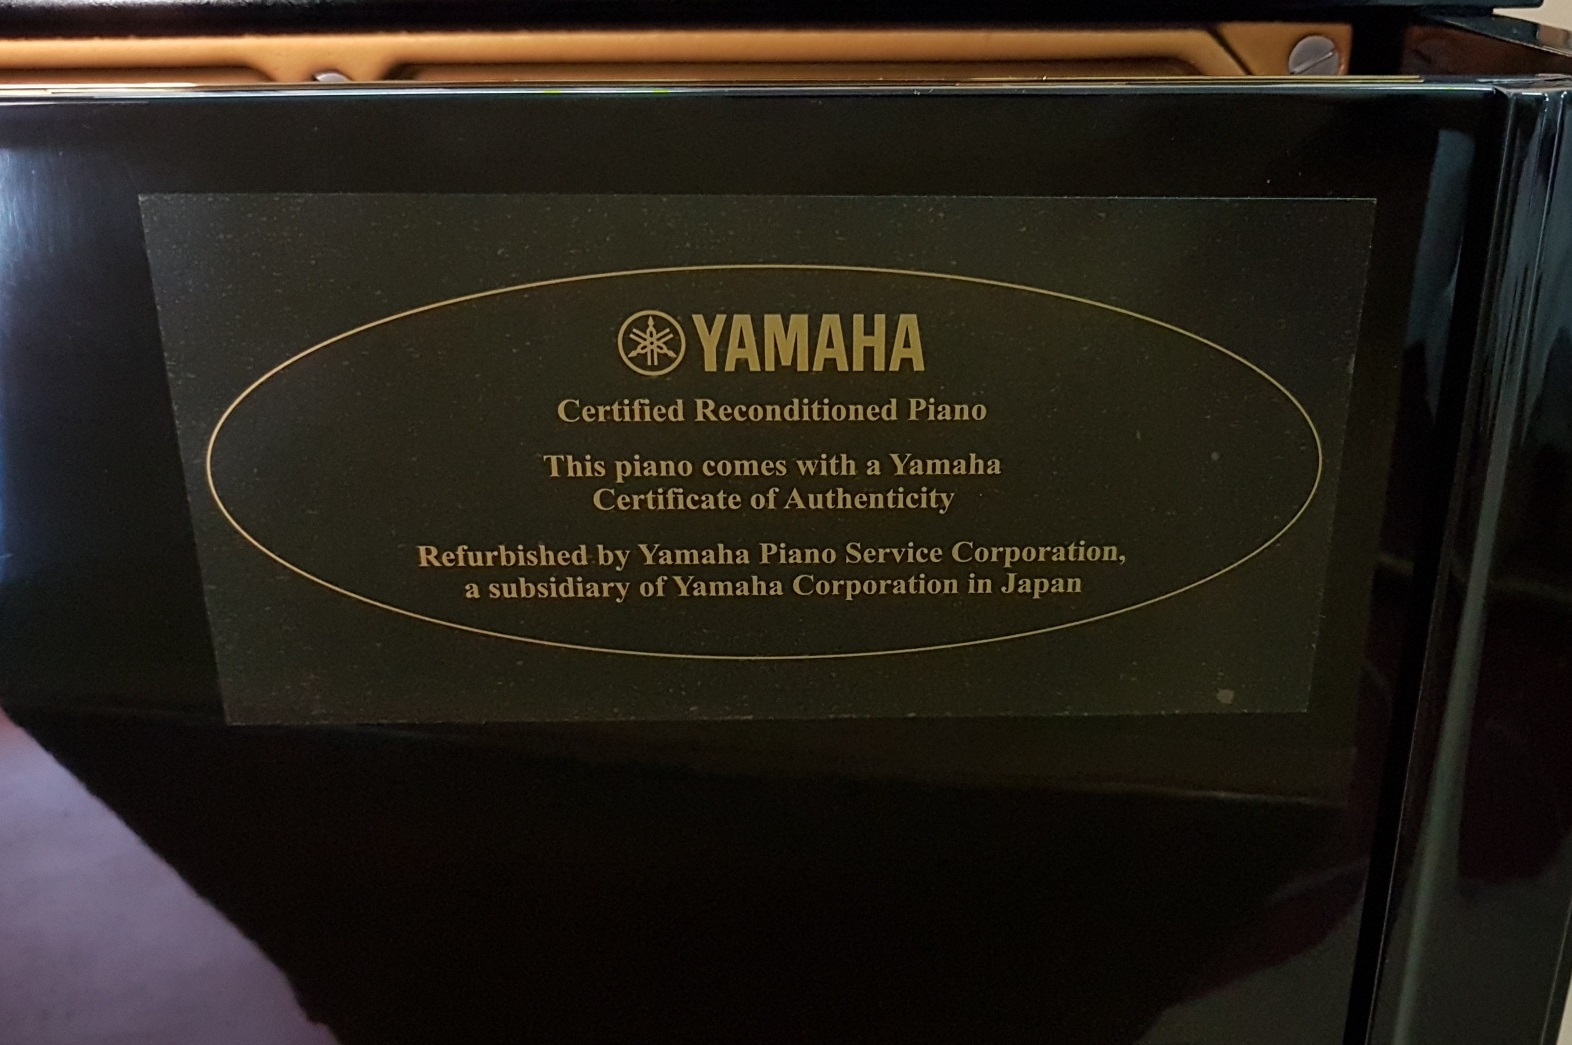 YAMAHA
Certified Reconditioned Piano
This piano comes with a Yamaha
Certificate of Authenticity
Refurbished by Yamaha Piano Service Corporation,
a subsidiary of Yamaha Corporation in Japan